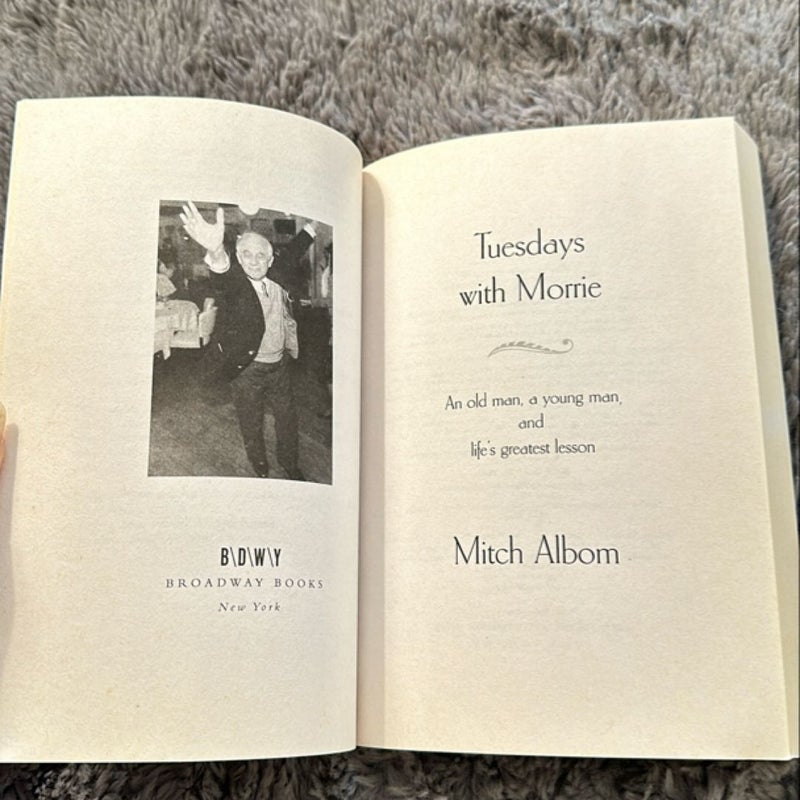 B\D\W\Y
BROADWAY BOOKS
New York
Tuesdays
with Morrie
An old man, a young man,
and
life's greatest lesson
Mitch Albom